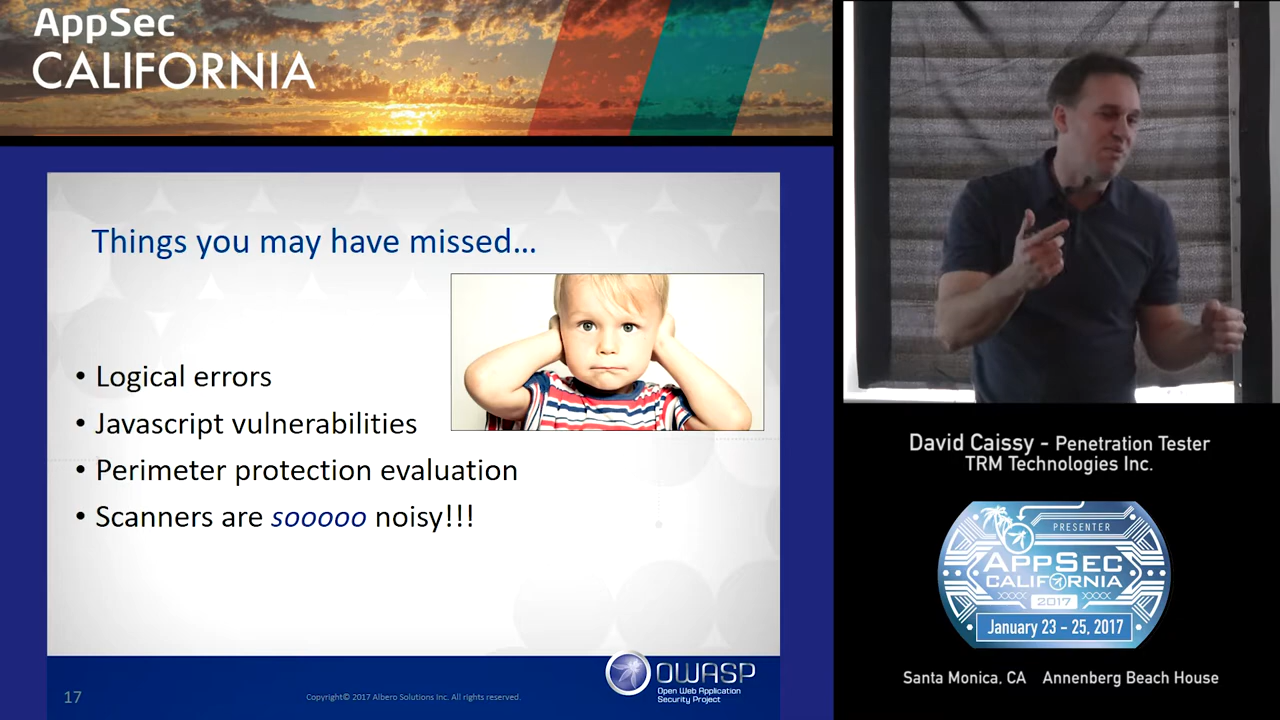 AppSec
CALIFORNIA
Things you may have missed…
• Logical errors
• Javascript vulnerabilities
• Perimeter protection evaluation
• Scanners are sooooo noisy!!!
17
Copyright© 2017 Albero Solutions Inc. All rights reserved.
OWASP
Open Web Application
Security Project
David Caissy - Penetration Tester
TRM Technologies Inc.
PRESENTER
APPSEC
CALIFORNIA
2017
January 23 - 25, 2017
Santa Monica, CA Annenberg Beach House